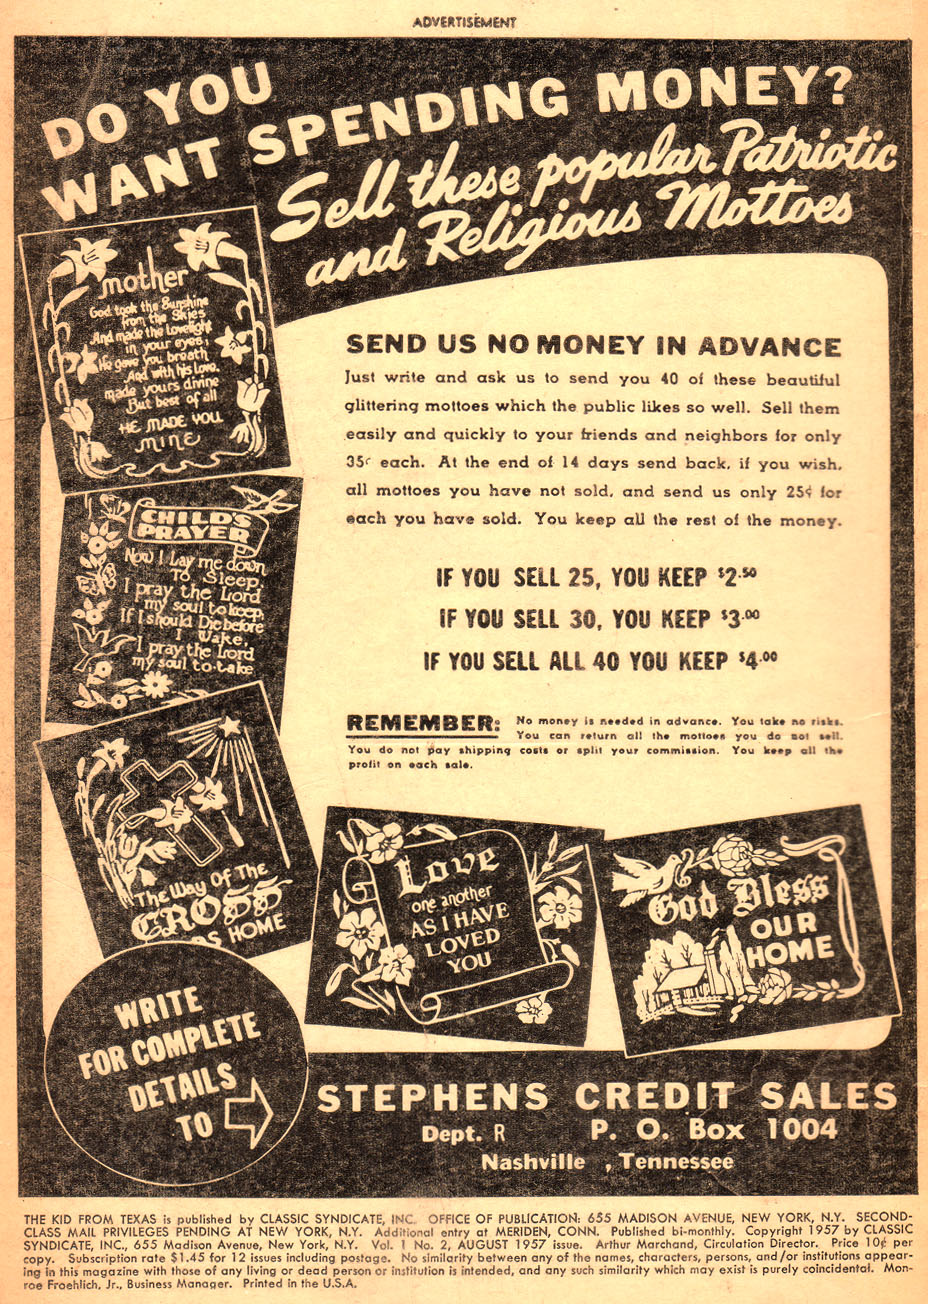 ADVERTISEMENT
DO YOU
WANT SPENDING MONEY?
Sell these popular Patriotic
and Religious Mottoes
mother
God took the Sunshine
from the Skies
And made the Lovelight
in your eyes,
He gave you breath
And with his Love,
made yours divine
But best of all
HE MADE YOU
MINE
CHILD'S
PRAYER
Now I Lay me down
To Sleep,
I pray the Lord
my soul to keep,
If I should Die before
I Wake,
I pray the Lord
my soul to take
The Way Of The
CROSS
DS HOME
SEND US NO MONEY IN ADVANCE
Just write and ask us to send you 40 of these beautiful
glittering mottoes which the public likes so well. Sell them
easily and quickly to your friends and neighbors for only
35¢ each. At the end of 14 days send back, if you wish,
all mottoes you have not sold, and send us only 25¢ for
each you have sold. You keep all the rest of the money.
IF YOU SELL 25, YOU KEEP $2.50
IF YOU SELL 30, YOU KEEP $3.00
IF YOU SELL ALL 40 YOU KEEP $4.00
REMEMBER: No money is needed in advance. You take no risks.
You can return all the mottoes you do not sell.
You do not pay shipping costs or split your commission. You keep all the
profit on each sale.
Love
one another
AS I HAVE
LOVED
YOU
God Bless
OUR
HOME
WRITE
FOR COMPLETE
DETAILS
TO
STEPHENS CREDIT SALES
Dept. R P. O. Box 1004
Nashville , Tennessee
THE KID FROM TEXAS is published by CLASSIC SYNDICATE, INC. OFFICE OF PUBLICATION: 655 MADISON AVENUE, NEW YORK, N.Y. SECOND-
CLASS MAIL PRIVILEGES PENDING AT NEW YORK, N.Y. Additional entry at MERIDEN, CONN. Published bi-monthly. Copyright 1957 by CLASSIC
SYNDICATE, INC., 655 Madison Avenue, New York, N.Y. Vol. 1 No. 2, AUGUST 1957 issue. Arthur Marchand, Circulation Director. Price 10¢ per
copy. Subscription rate $1.45 for 12 issues including postage. No similarity between any of the names, characters, persons, and/or institutions appear-
ing in this magazine with those of any living or dead person or institution is intended, and any such similarity which may exist is purely coincidental. Mon-
roe Froehlich, Jr., Business Manager. Printed in the U.S.A.